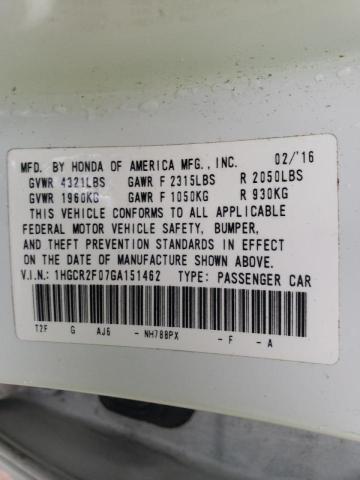 MFD. BY HONDA OF AMERICA MFG., INC. 02/'16
GVWR 4321LBS GAWR F 2315LBS R 2050LBS
GVWR 1960KG GAWR F 1050KG R 930KG
THIS VEHICLE CONFORMS TO ALL APPLICABLE
FEDERAL MOTOR VEHICLE SAFETY, BUMPER,
AND THEFT PREVENTION STANDARDS IN EFFECT
ON THE DATE OF MANUFACTURE SHOWN ABOVE.
V.I.N.: 1HGCR2F07GA151462 TYPE: PASSENGER CAR
T2F G AJ6 - NH788PX - F - A